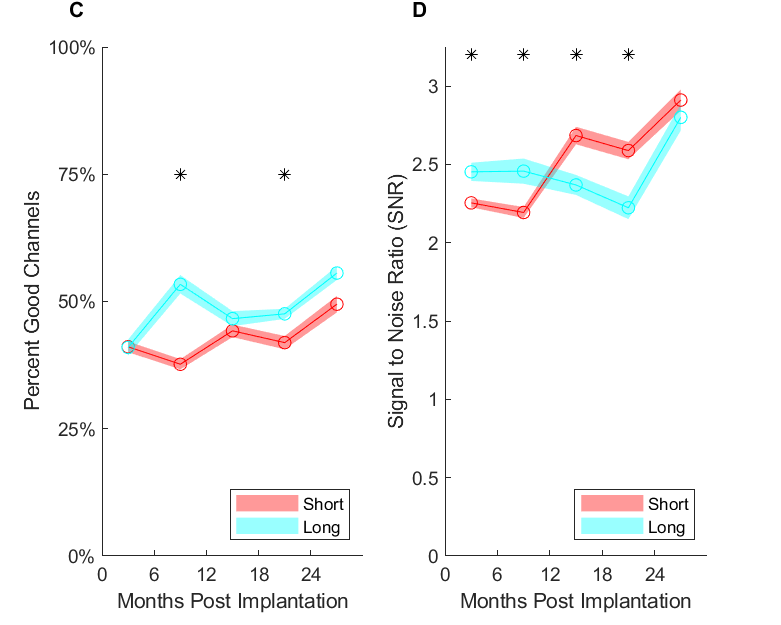 C
100%
75%
50%
25%
0%
Percent Good Channels
* *
Short
Long
0 6 12 18 24
Months Post Implantation
D
3
2.5
2
1.5
1
0.5
0
Signal to Noise Ratio (SNR)
* * * *
Short
Long
0 6 12 18 24
Months Post Implantation